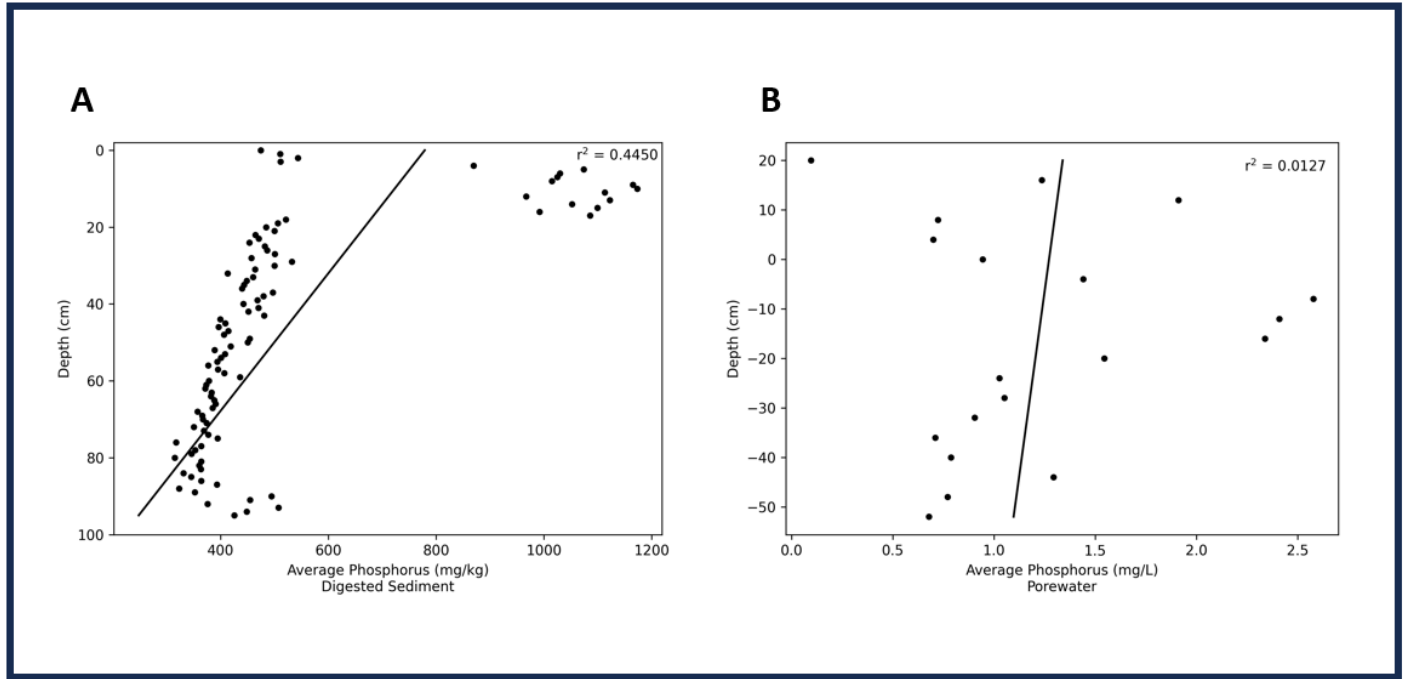 A
B
r² = 0.4450
0
20
40
60
80
100
Depth (cm)
400
600
800
1000
1200
Average Phosphorus (mg/kg)
Digested Sediment
r² = 0.0127
20
10
0
−10
−20
−30
−40
−50
Depth (cm)
0.0
0.5
1.0
1.5
2.0
2.5
Average Phosphorus (mg/L)
Porewater